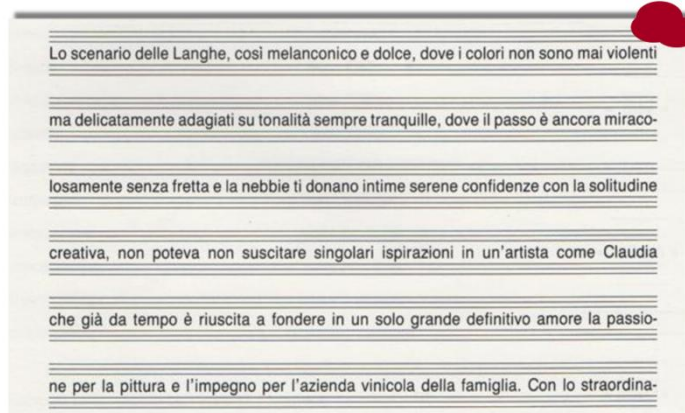 Lo scenario delle Langhe, così melanconico e dolce, dove i colori non sono mai violenti
ma delicatamente adagiati su tonalità sempre tranquille, dove il passo è ancora miraco-
losamente senza fretta e la nebbie ti donano intime serene confidenze con la solitudine
creativa, non poteva non suscitare singolari ispirazioni in un'artista come Claudia
che già da tempo è riuscita a fondere in un solo grande definitivo amore la passio-
ne per la pittura e l'impegno per l'azienda vinicola della famiglia. Con lo straordina-